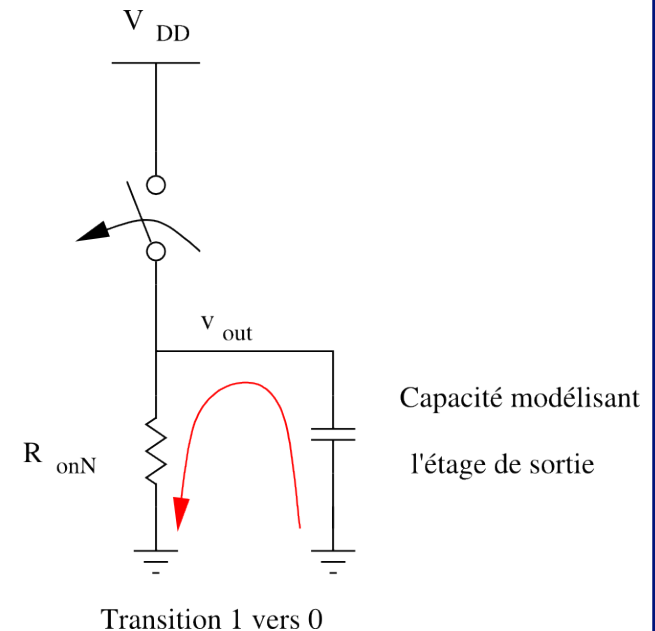 V DD
v out
Capacité modélisant
R onN
l'étage de sortie
Transition 1 vers 0